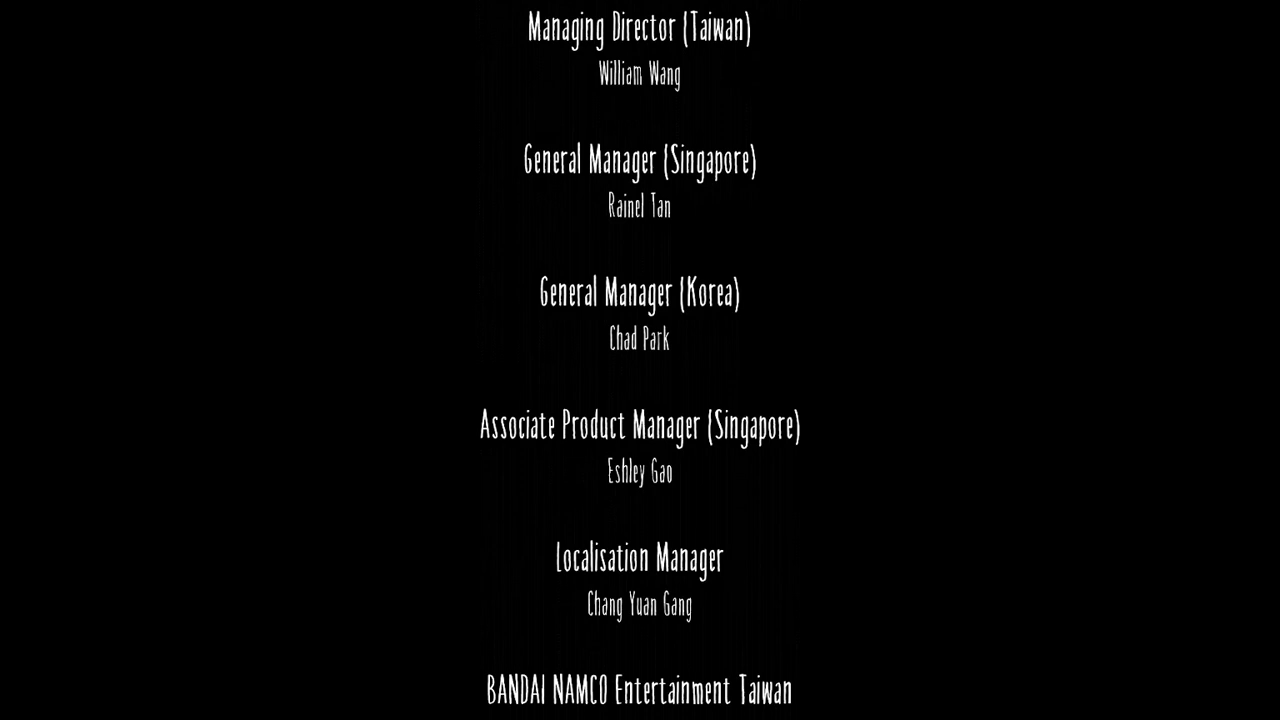 Managing Director (Taiwan)
William Wang
General Manager (Singapore)
Rainel Tan
General Manager (Korea)
Chad Park
Associate Product Manager (Singapore)
Eshley Gao
Localisation Manager
Chang Yuan Gang
BANDAI NAMCO Entertainment Taiwan